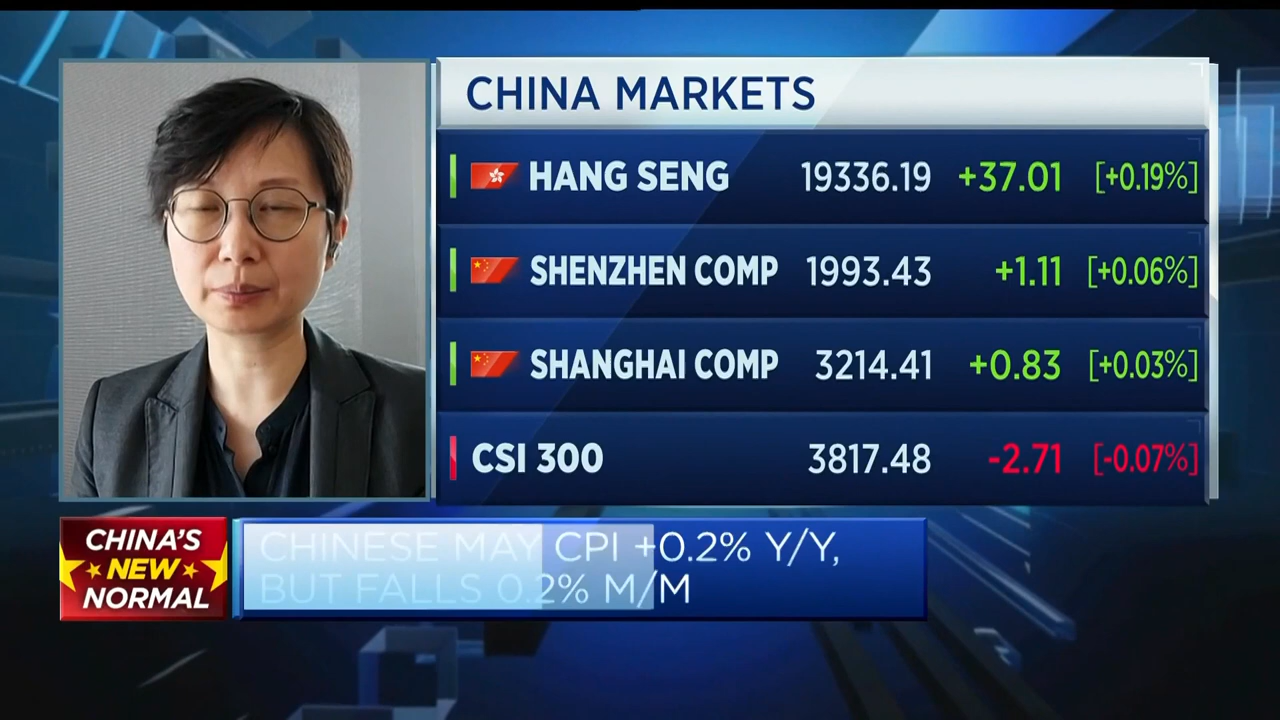 CHINA MARKETS
HANG SENG 19336.19 +37.01 [+0.19%]
SHENZHEN COMP 1993.43 +1.11 [+0.06%]
SHANGHAI COMP 3214.41 +0.83 [+0.03%]
CSI 300 3817.48 -2.71 [-0.07%]
CHINA'S
NEW
NORMAL
CHINESE MAY CPI +0.2% Y/Y,
BUT FALLS 0.2% M/M